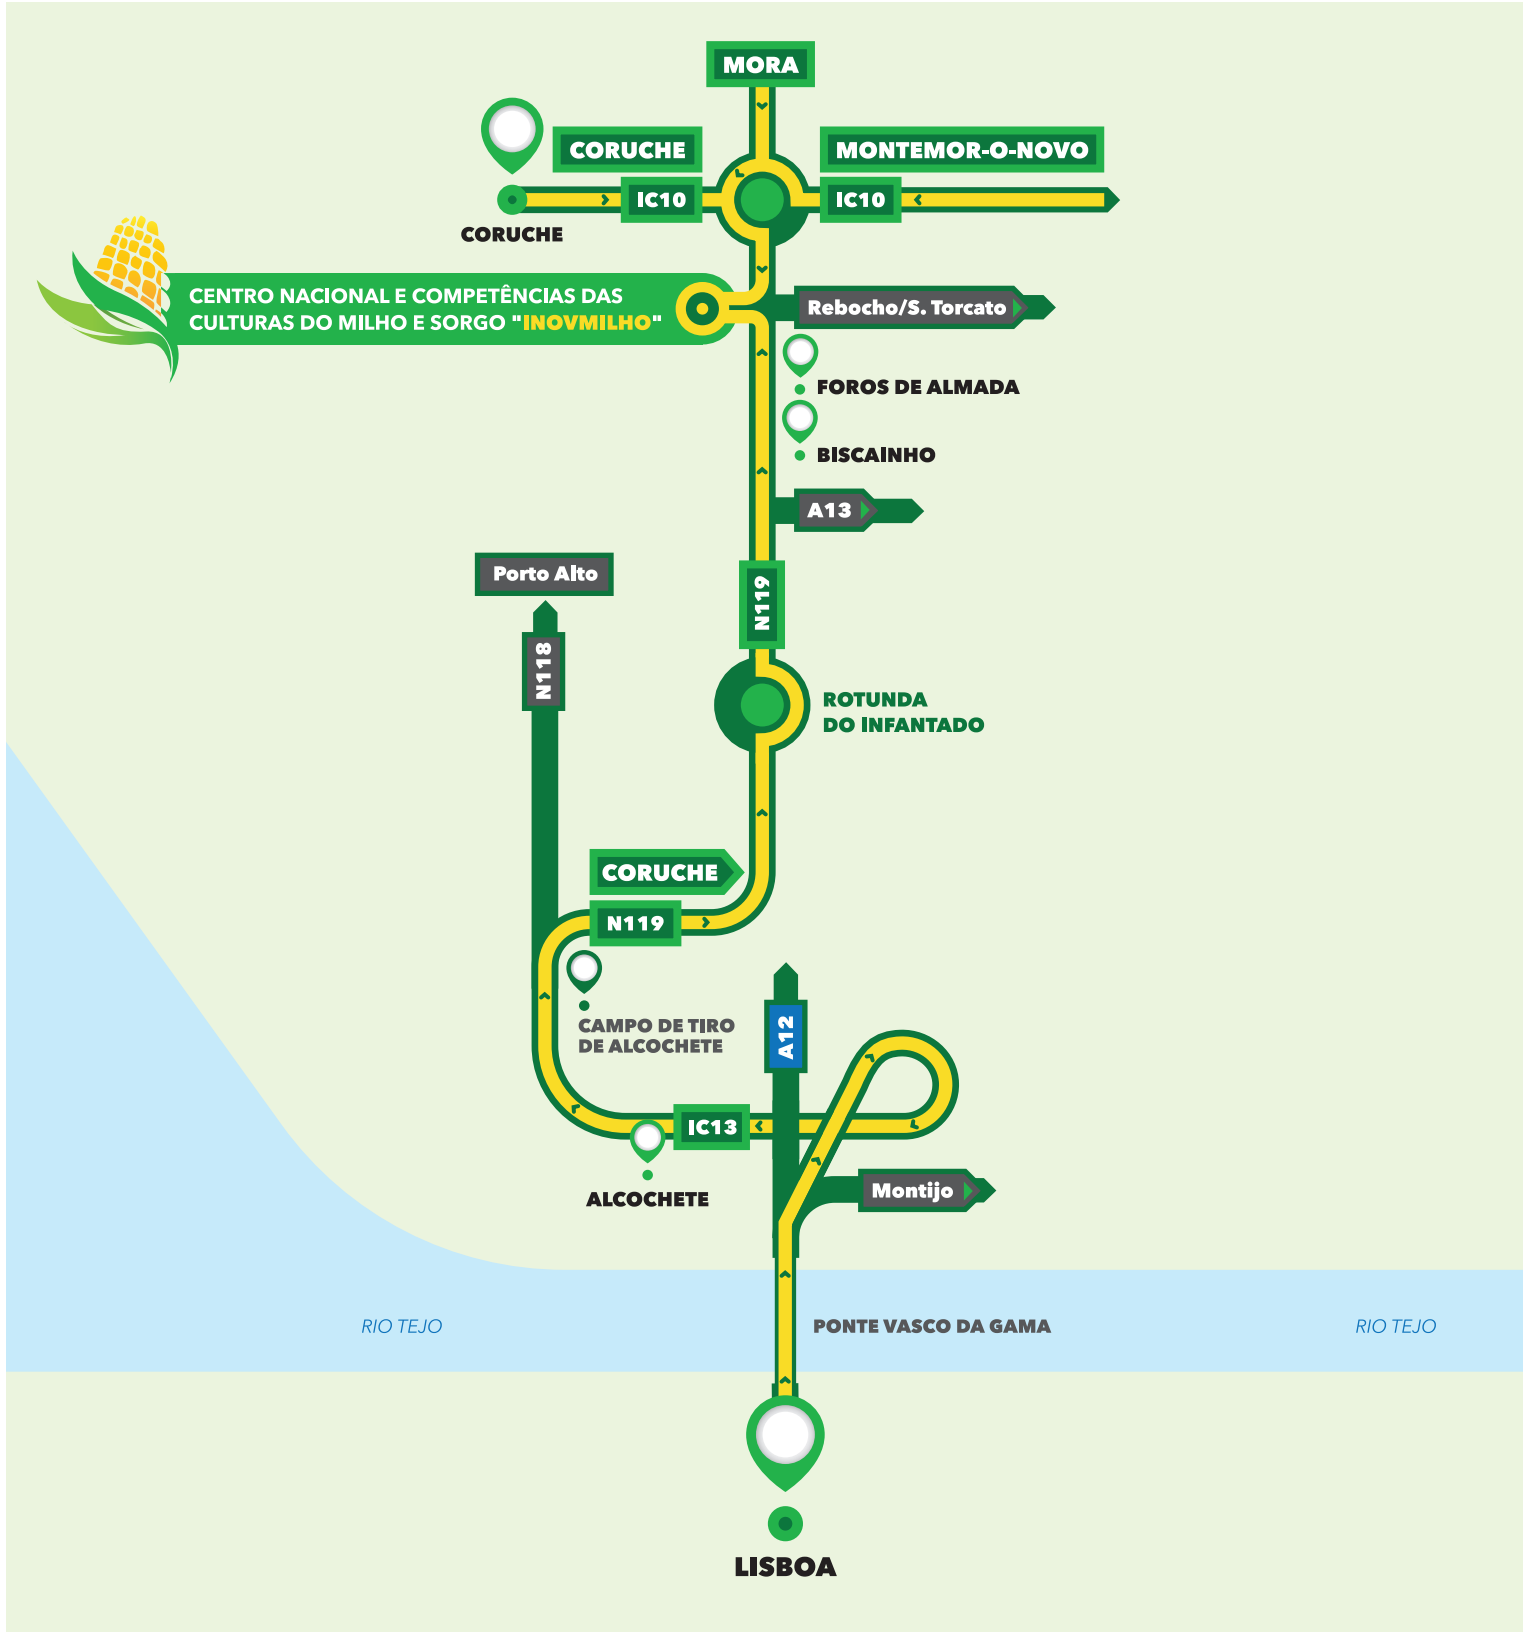 MORA
CORUCHE
MONTEMOR-O-NOVO
IC10
IC10
CORUCHE
CENTRO NACIONAL E COMPETÊNCIAS DAS
CULTURAS DO MILHO E SORGO "INOVMILHO"
Rebocho/S. Torcato
FOROS DE ALMADA
BISCAINHO
A13
Porto Alto
N119
N118
ROTUNDA
DO INFANTADO
CORUCHE
N119
CAMPO DE TIRO
DE ALCOCHETE
A12
IC13
ALCOCHETE
Montijo
RIO TEJO
PONTE VASCO DA GAMA
RIO TEJO
LISBOA